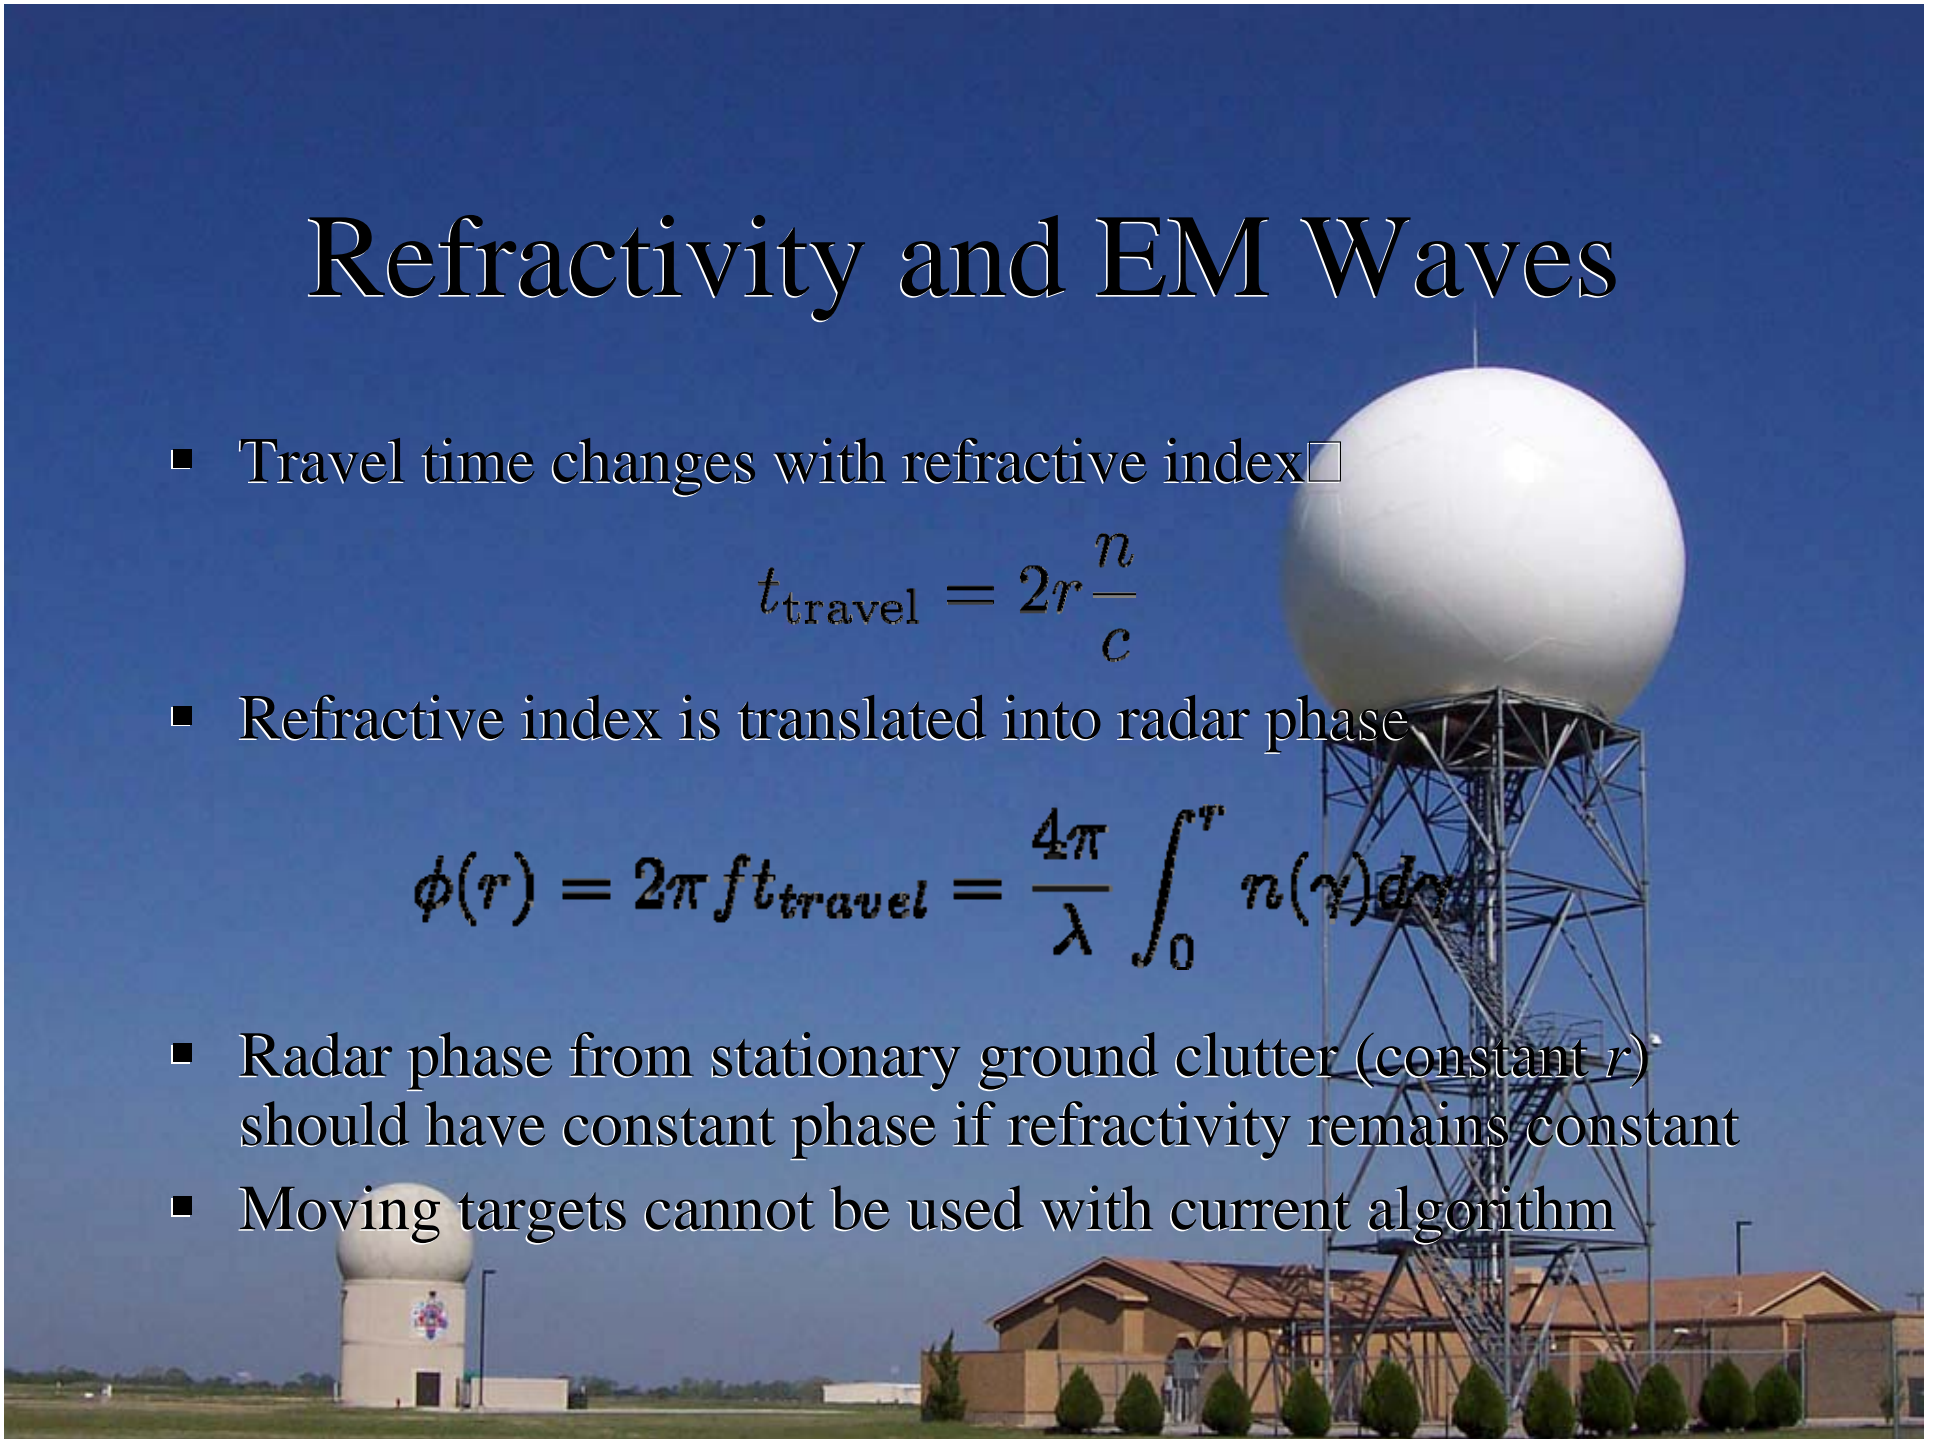 Refractivity and EM Waves
▪ Travel time changes with refractive index□
t_travel = 2r n/c
▪ Refractive index is translated into radar phase
ϕ(r) = 2πft_travel = 4π/λ ∫₀ʳ n(γ)dγ
▪ Radar phase from stationary ground clutter (constant r)
should have constant phase if refractivity remains constant
▪ Moving targets cannot be used with current algorithm